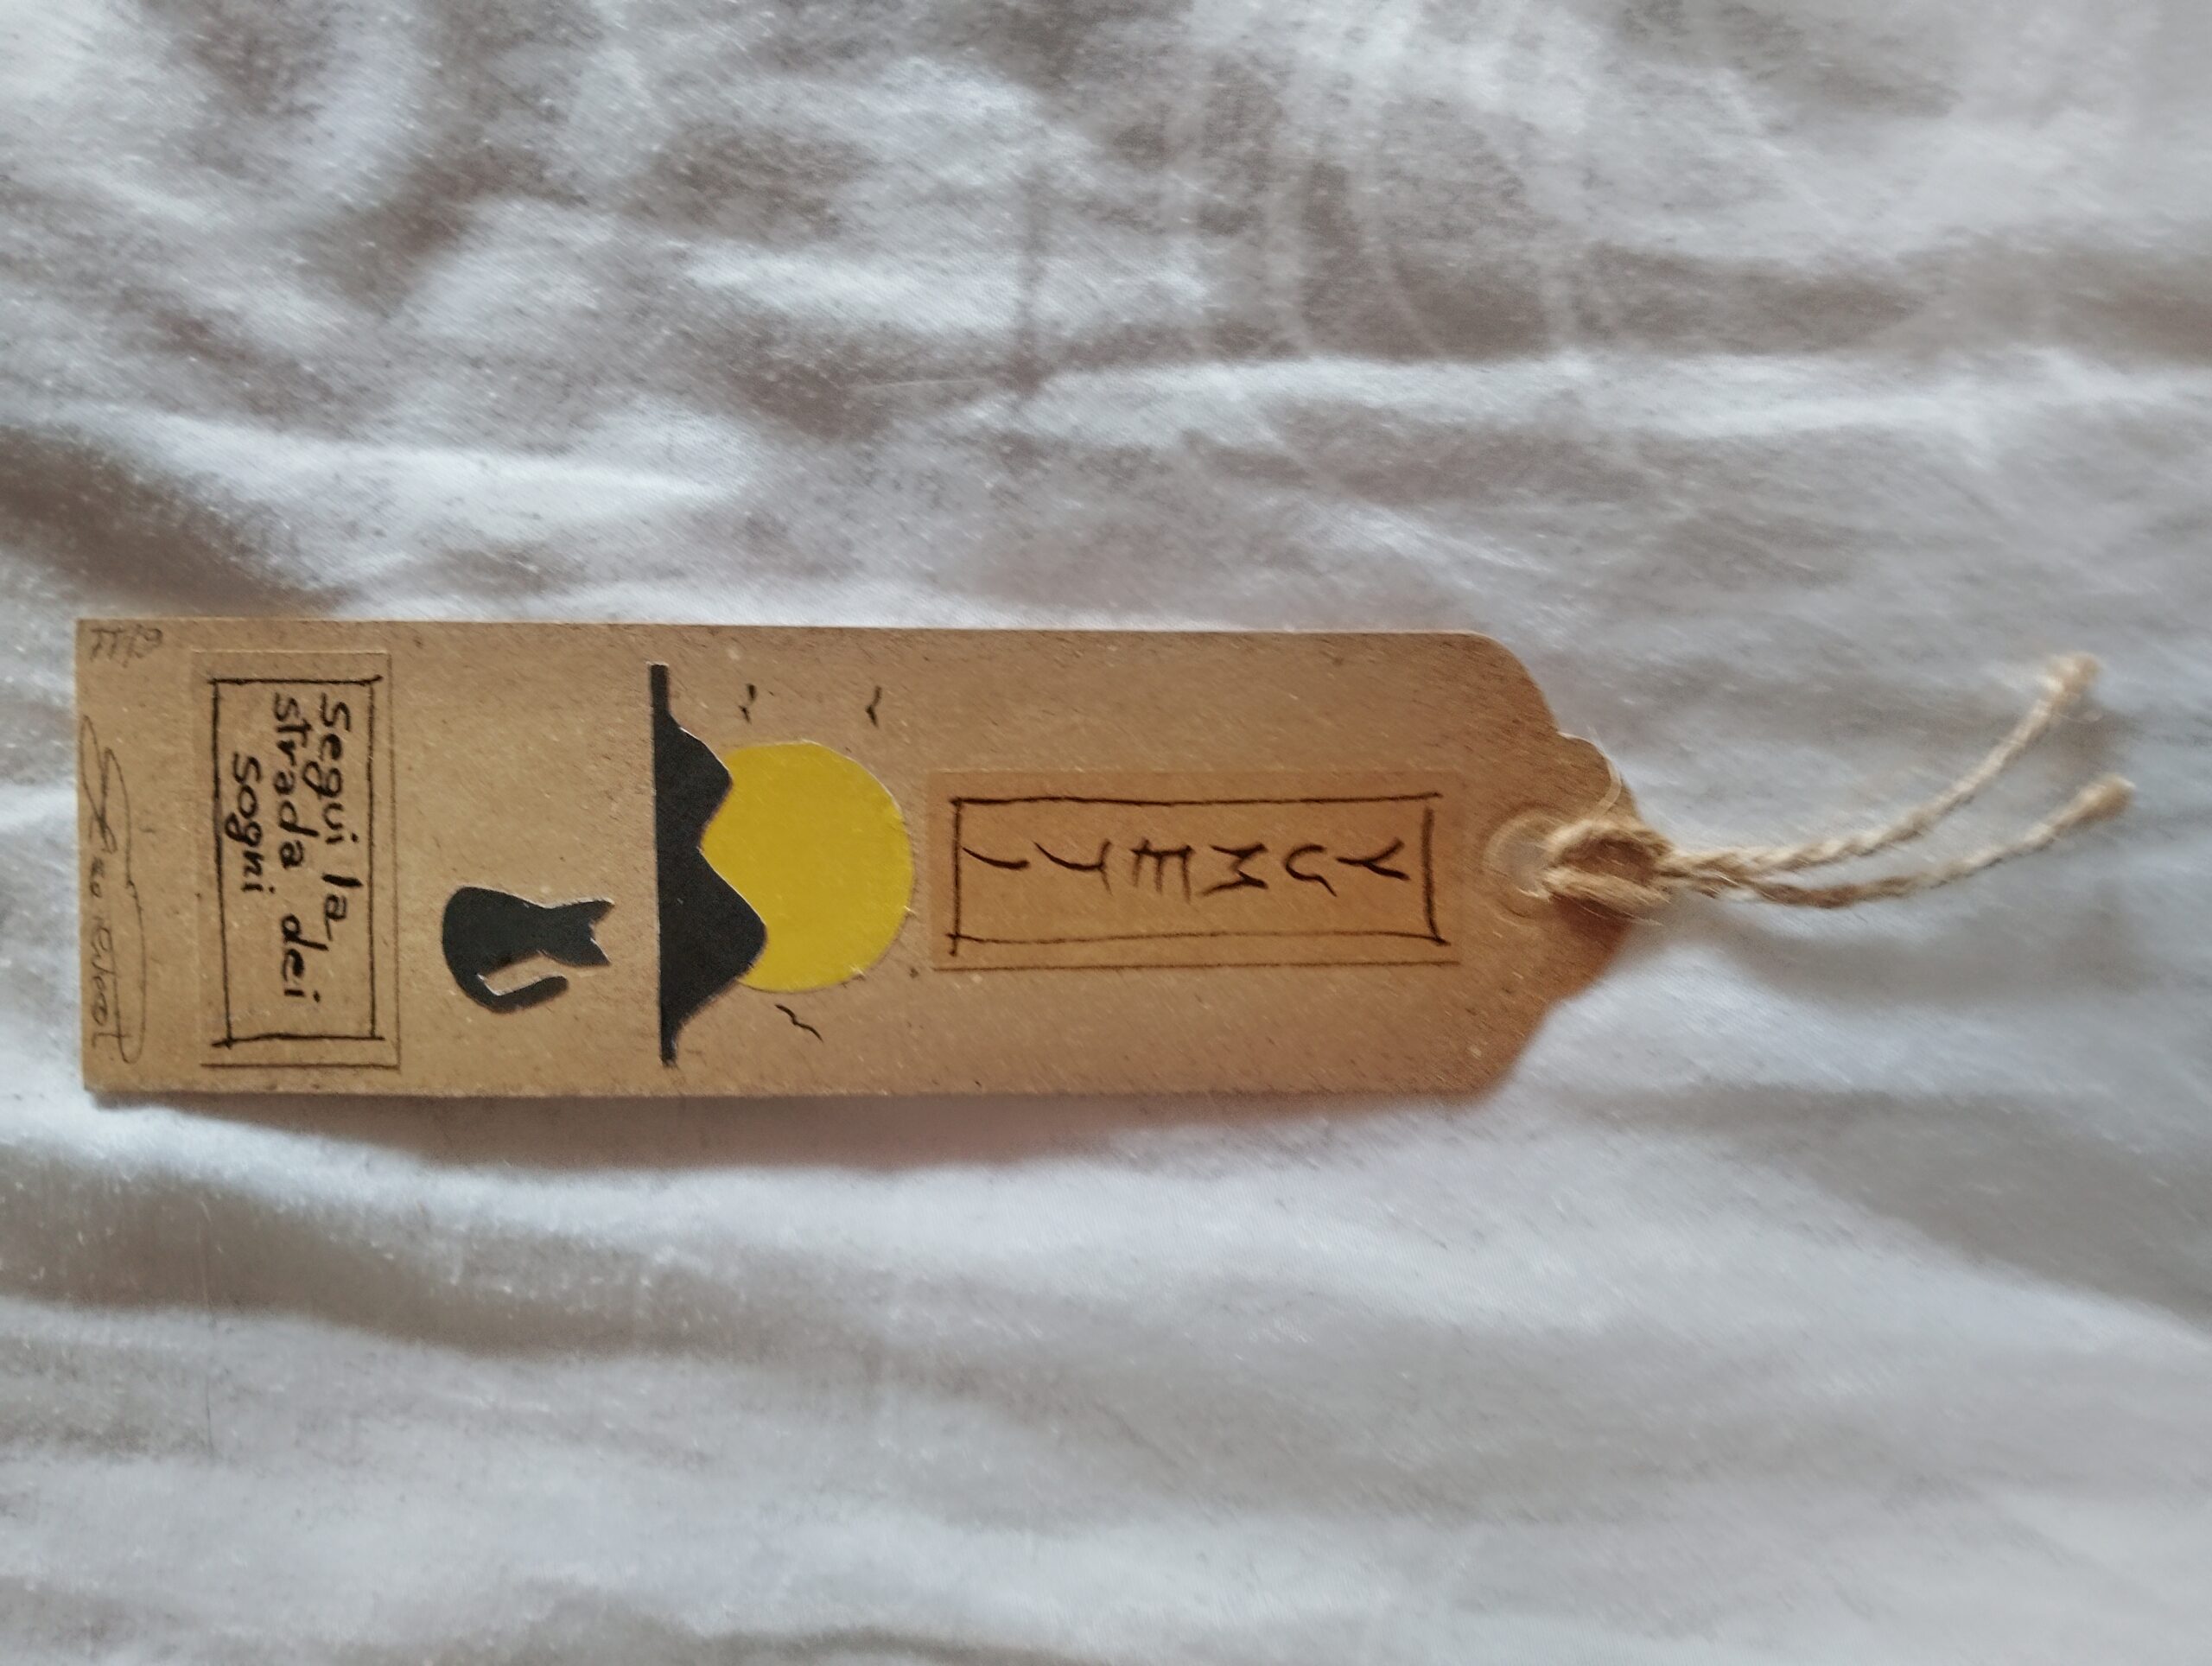 Y
U
M
E
J
I
Segui la
strada dei
Sogni